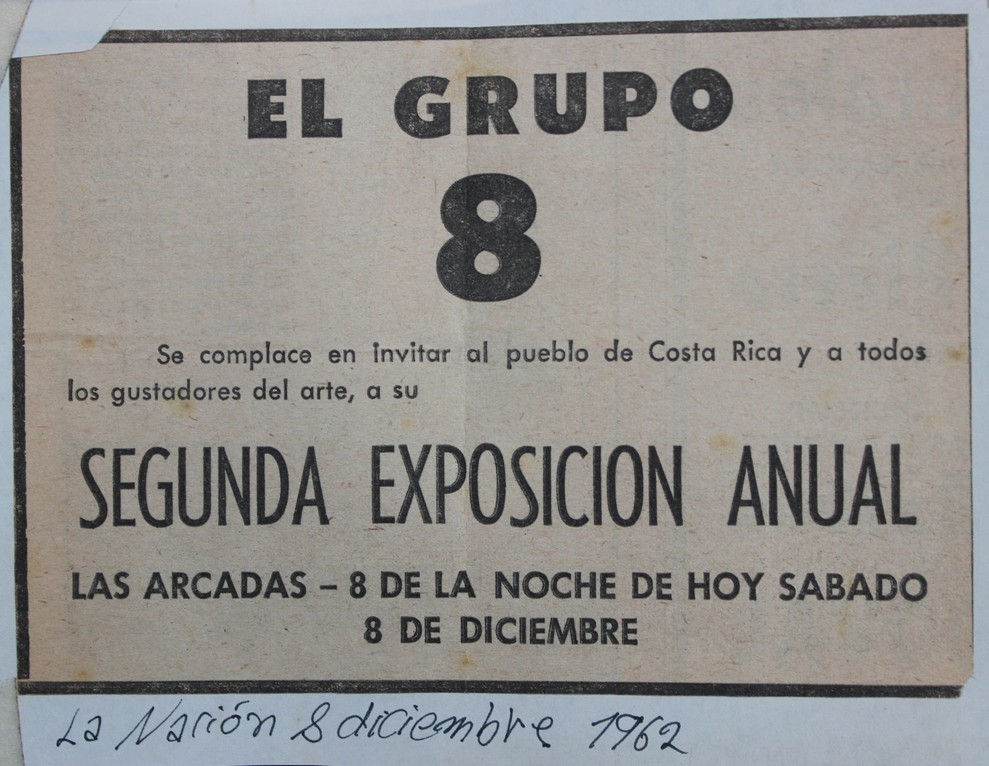 EL GRUPO
8
Se complace en invitar al pueblo de Costa Rica y a todos
los gustadores del arte, a su
SEGUNDA EXPOSICION ANUAL
LAS ARCADAS – 8 DE LA NOCHE DE HOY SABADO
8 DE DICIEMBRE
La Nación 8 diciembre 1962